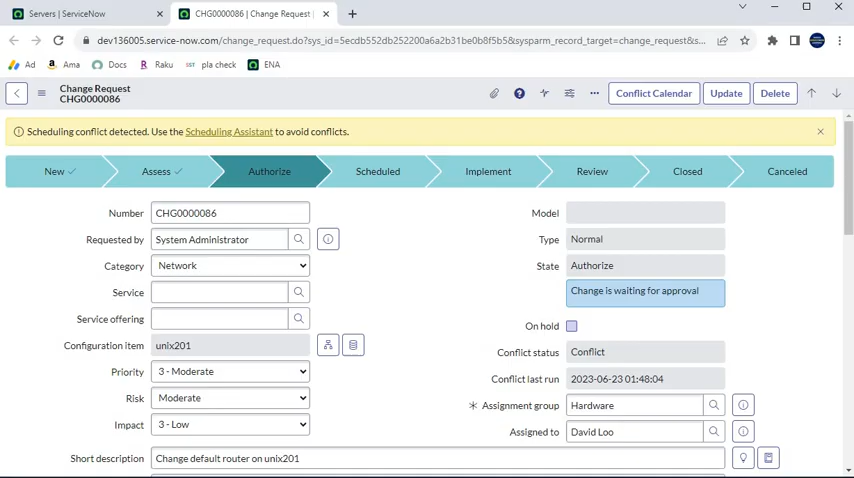 Servers | ServiceNow
CHG0000086 | Change Request |
dev136005.service-now.com/change_request.do?sys_id=5ecdb552db252200a6a2b31be0b8f5b5&sysparm_record_target=change_request&s...
Ad
Ama
Docs
Raku
pla check
ENA
Change Request
CHG0000086
Conflict Calendar
Update
Delete
Scheduling conflict detected. Use the Scheduling Assistant to avoid conflicts.
New
Assess
Authorize
Scheduled
Implement
Review
Closed
Canceled
Number CHG0000086
Model
Requested by System Administrator
Type Normal
Category Network
State Authorize
Service
Change is waiting for approval
Service offering
On hold
Configuration item unix201
Conflict status Conflict
Priority 3 - Moderate
Conflict last run 2023-06-23 01:48:04
Risk Moderate
Assignment group Hardware
Impact 3 - Low
Assigned to David Loo
Short description Change default router on unix201